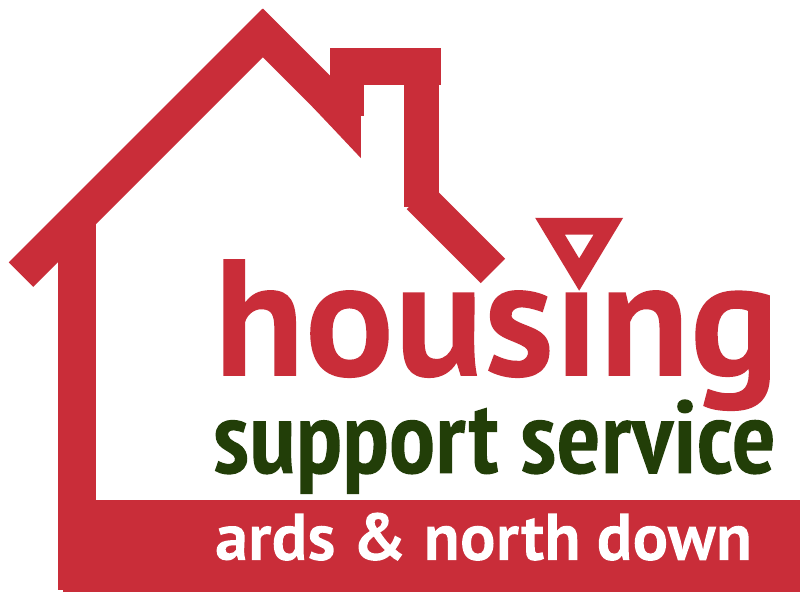 housing
support service
ards & north down